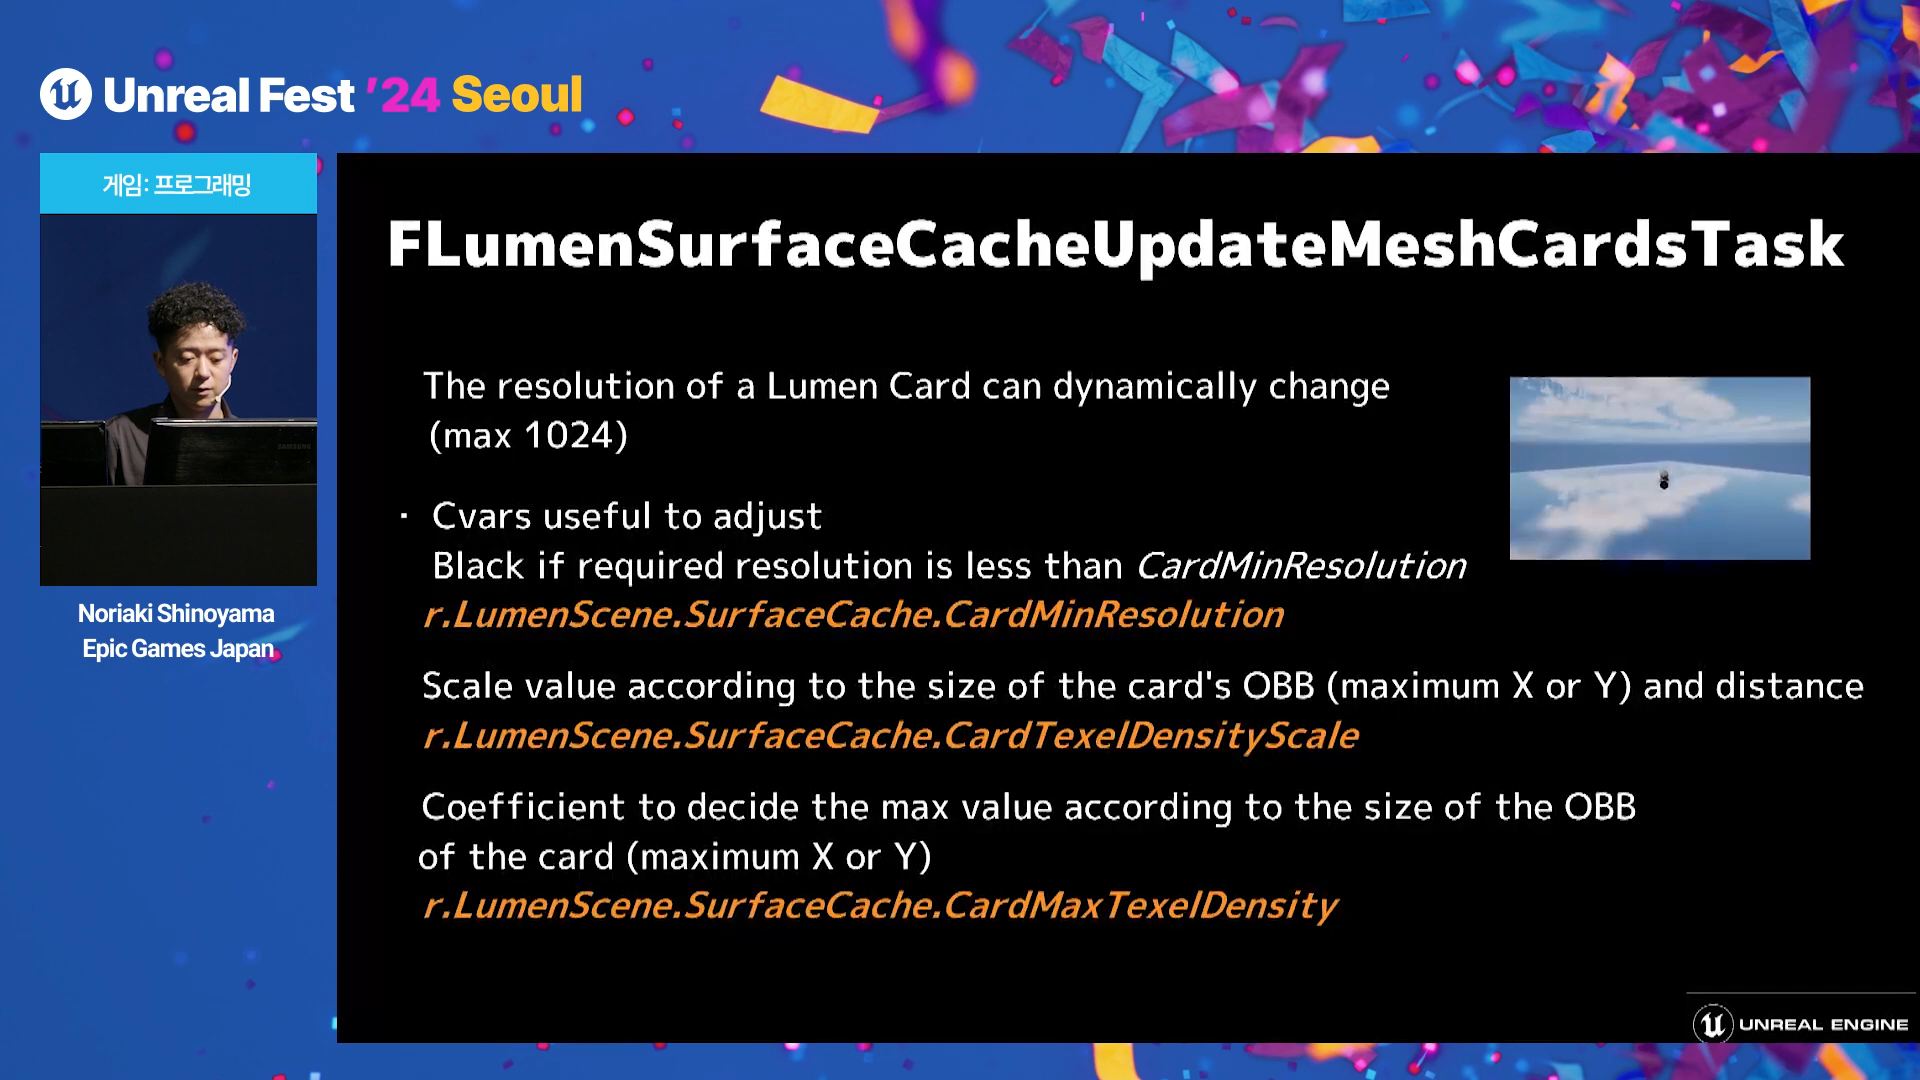 Unreal Fest '24 Seoul
게임: 프로그래밍
SAMSUNG
Noriaki Shinoyama
Epic Games Japan
FLumenSurfaceCacheUpdateMeshCardsTask
The resolution of a Lumen Card can dynamically change
(max 1024)
· Cvars useful to adjust
Black if required resolution is less than CardMinResolution
r.LumenScene.SurfaceCache.CardMinResolution
Scale value according to the size of the card's OBB (maximum X or Y) and distance
r.LumenScene.SurfaceCache.CardTexelDensityScale
Coefficient to decide the max value according to the size of the OBB
of the card (maximum X or Y)
r.LumenScene.SurfaceCache.CardMaxTexelDensity
UNREAL ENGINE